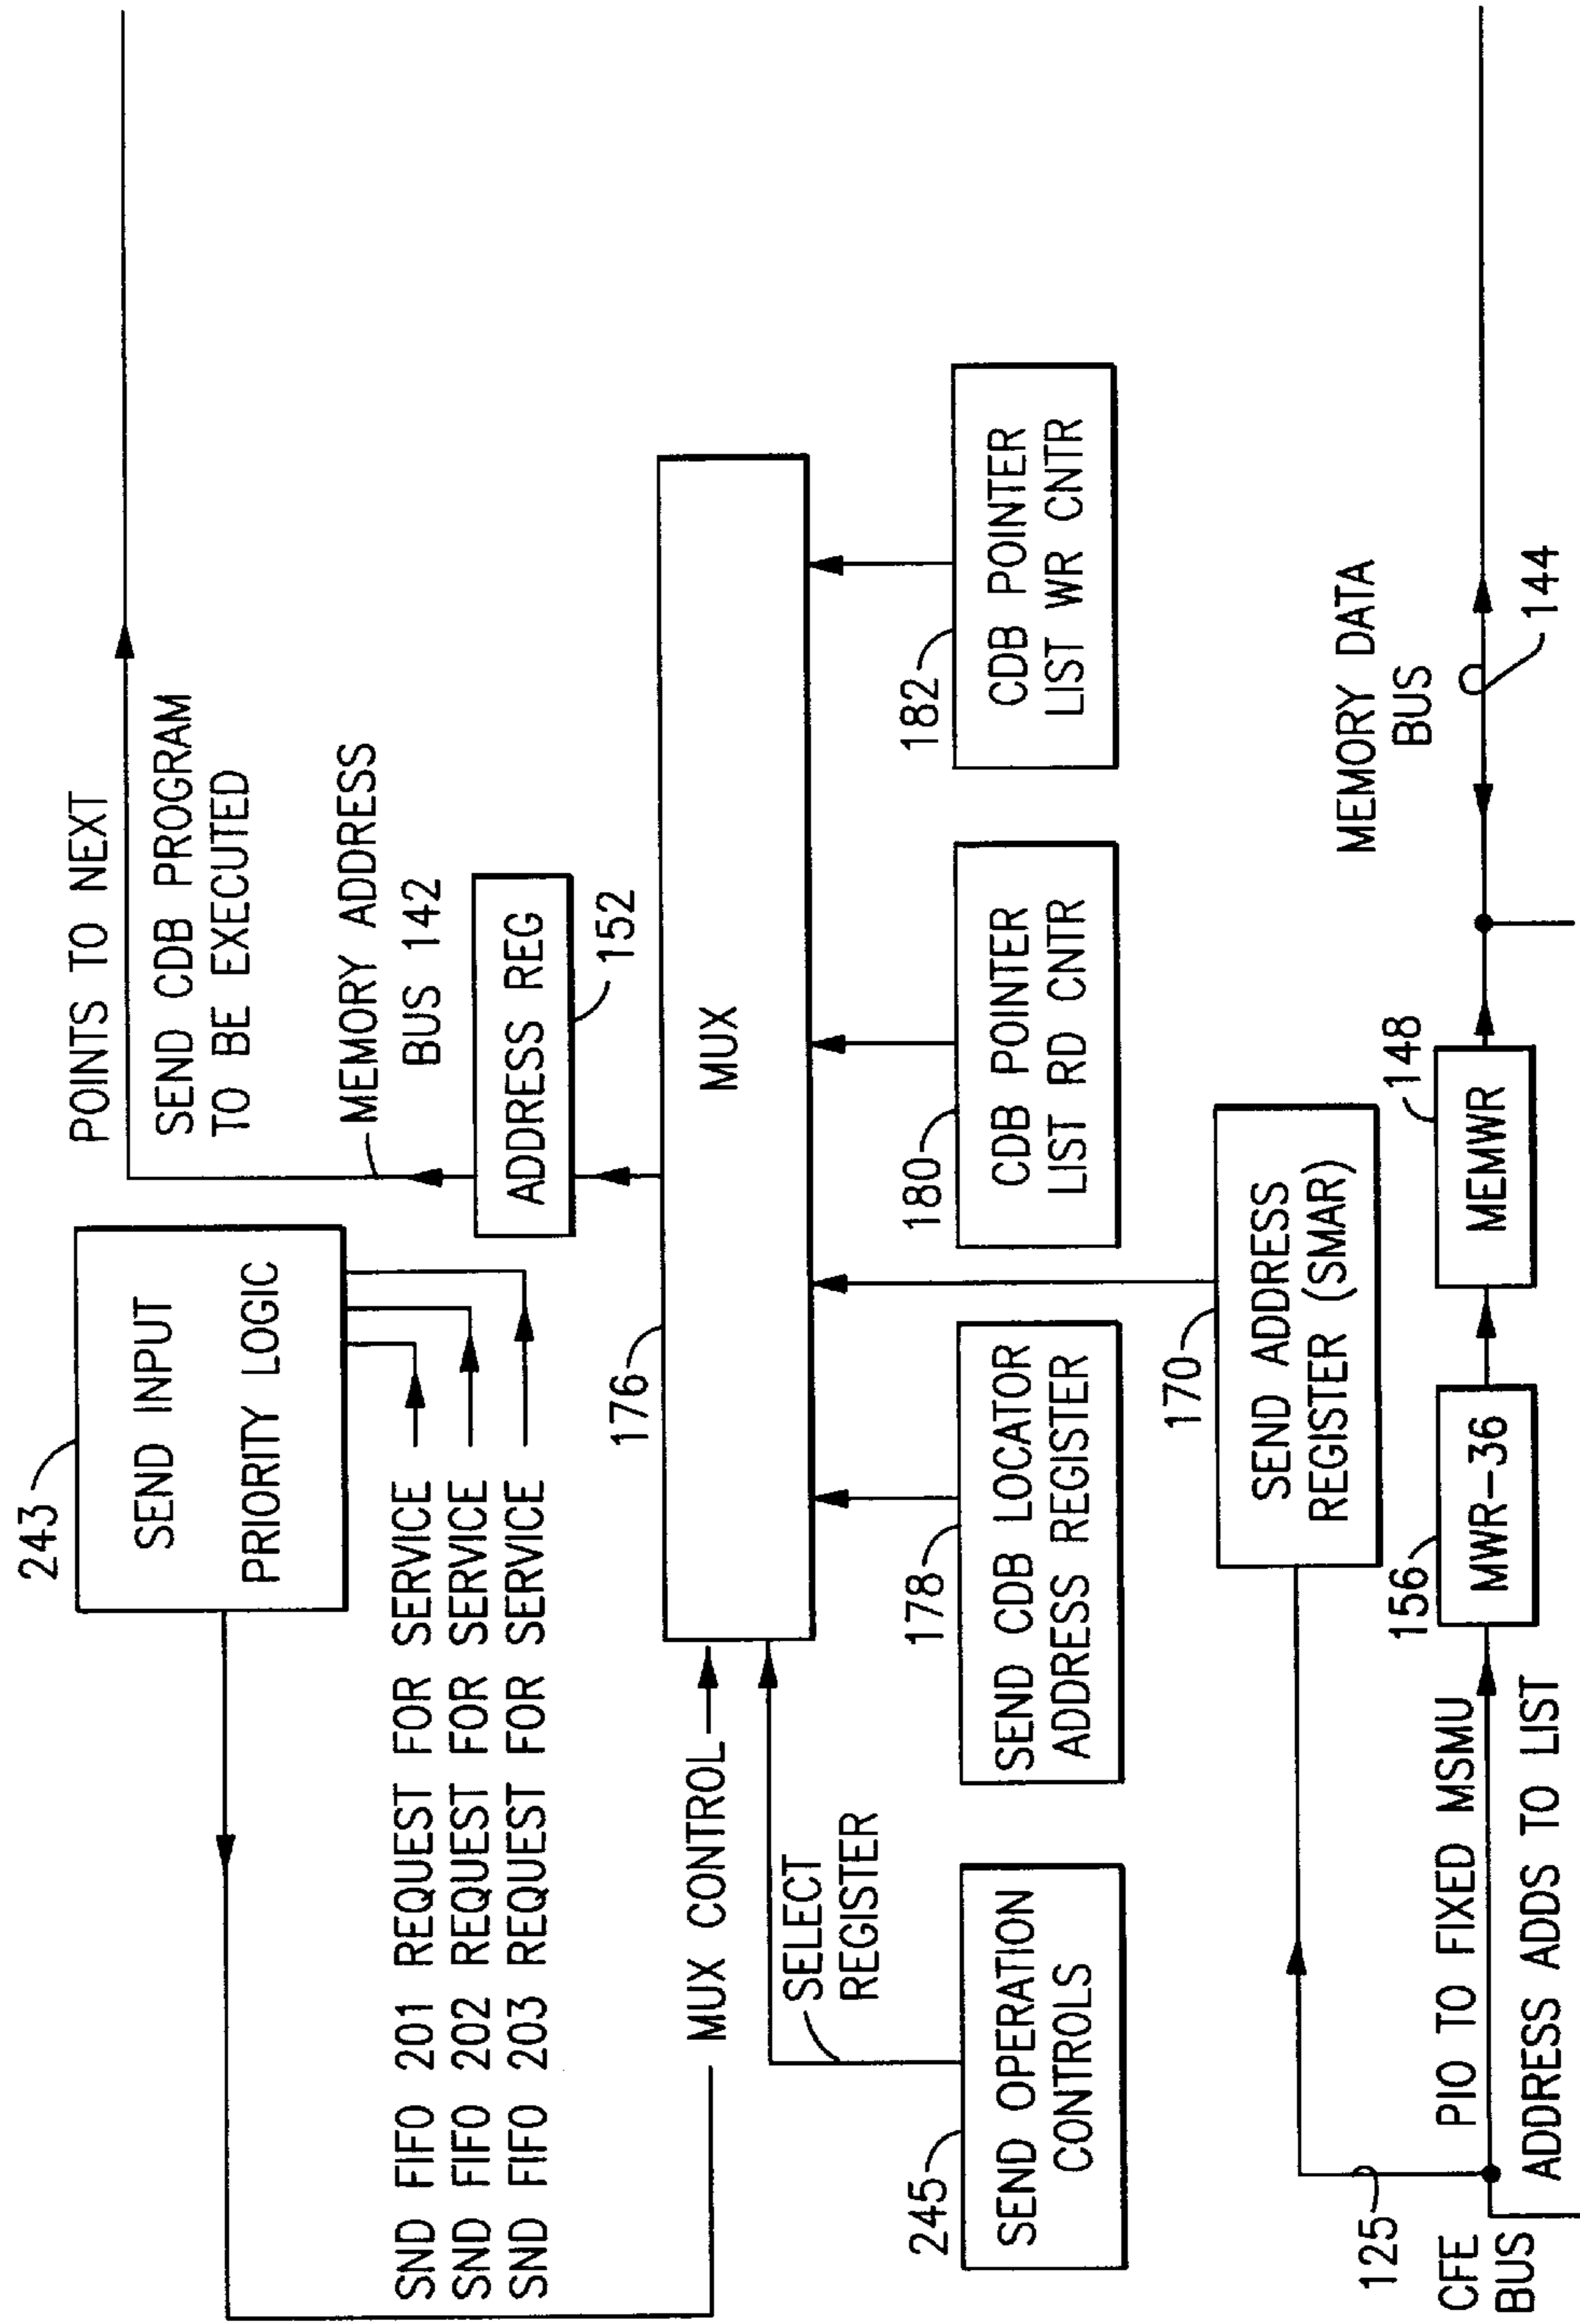 243
SEND INPUT
PRIORITY LOGIC
SND FIFO 201 REQUEST FOR SERVICE
SND FIFO 202 REQUEST FOR SERVICE
SND FIFO 203 REQUEST FOR SERVICE
POINTS TO NEXT
SEND CDB PROGRAM
TO BE EXECUTED
MEMORY ADDRESS
BUS 142
ADDRESS REG
152
MUX CONTROL
176
MUX
SELECT
REGISTER
245
SEND OPERATION
CONTROLS
178
SEND CDB LOCATOR
ADDRESS REGISTER
180
CDB POINTER
LIST RD CNTR
182
CDB POINTER
LIST WR CNTR
170
SEND ADDRESS
REGISTER (SMAR)
125
CFE
BUS
PIO TO FIXED MSMU
ADDRESS ADDS TO LIST
156
MWR-36
148
MEMWR
MEMORY DATA
BUS
144